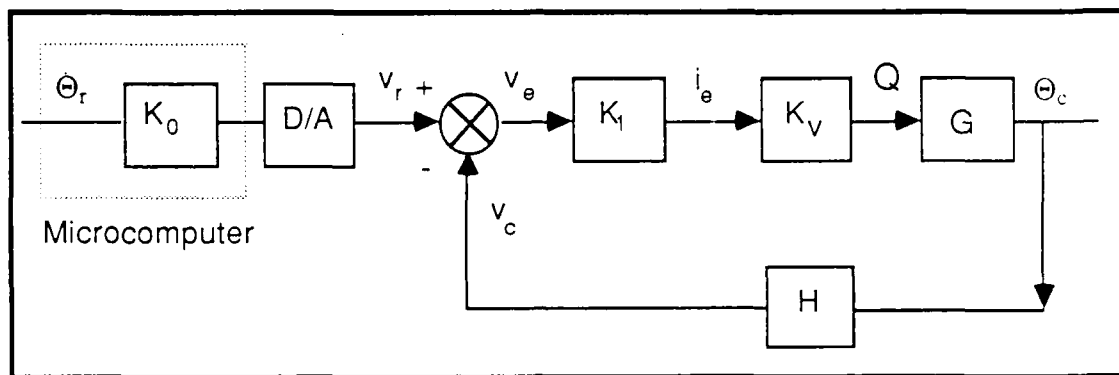 Θ̇r
K0
D/A
vr +
-
ve
K1
ie
Kv
Q
G
Θc
Microcomputer
vc
H